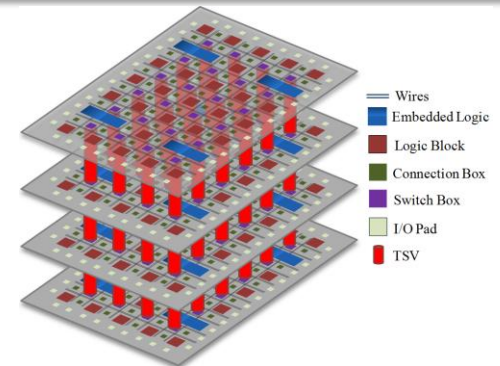 Wires
Embedded Logic
Logic Block
Connection Box
Switch Box
I/O Pad
TSV